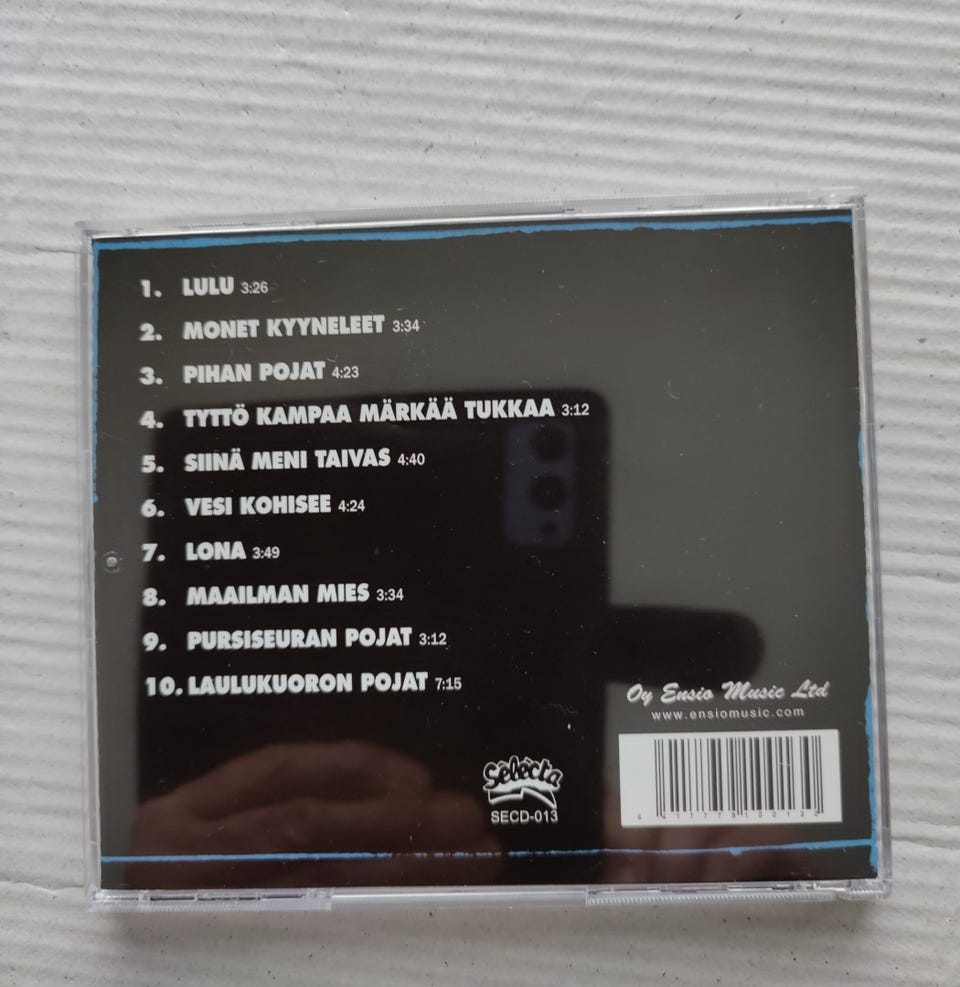 1. LULU 3:26
2. MONET KYYNELEET 3:34
3. PIHAN POJAT 4:23
4. TYTTÖ KAMPAA MÄRKÄÄ TUKKAA 3:12
5. SIINÄ MENI TAIVAS 4:40
6. VESI KOHISEE 4:24
7. LONA 3:49
8. MAAILMAN MIES 3:34
9. PURSISEURAN POJAT 3:12
10. LAULUKUORON POJAT 7:15
Oy Ensio Music Ltd
www.ensiomusic.com
Selecta
SECD-013